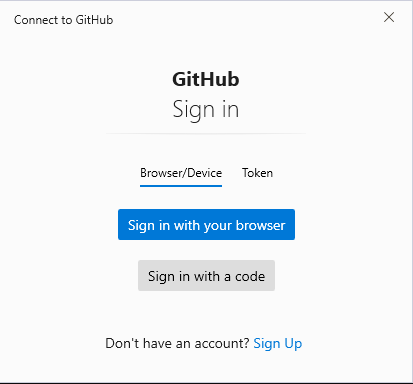 Connect to GitHub
GitHub
Sign in
Browser/Device Token
Sign in with your browser
Sign in with a code
Don't have an account? Sign Up